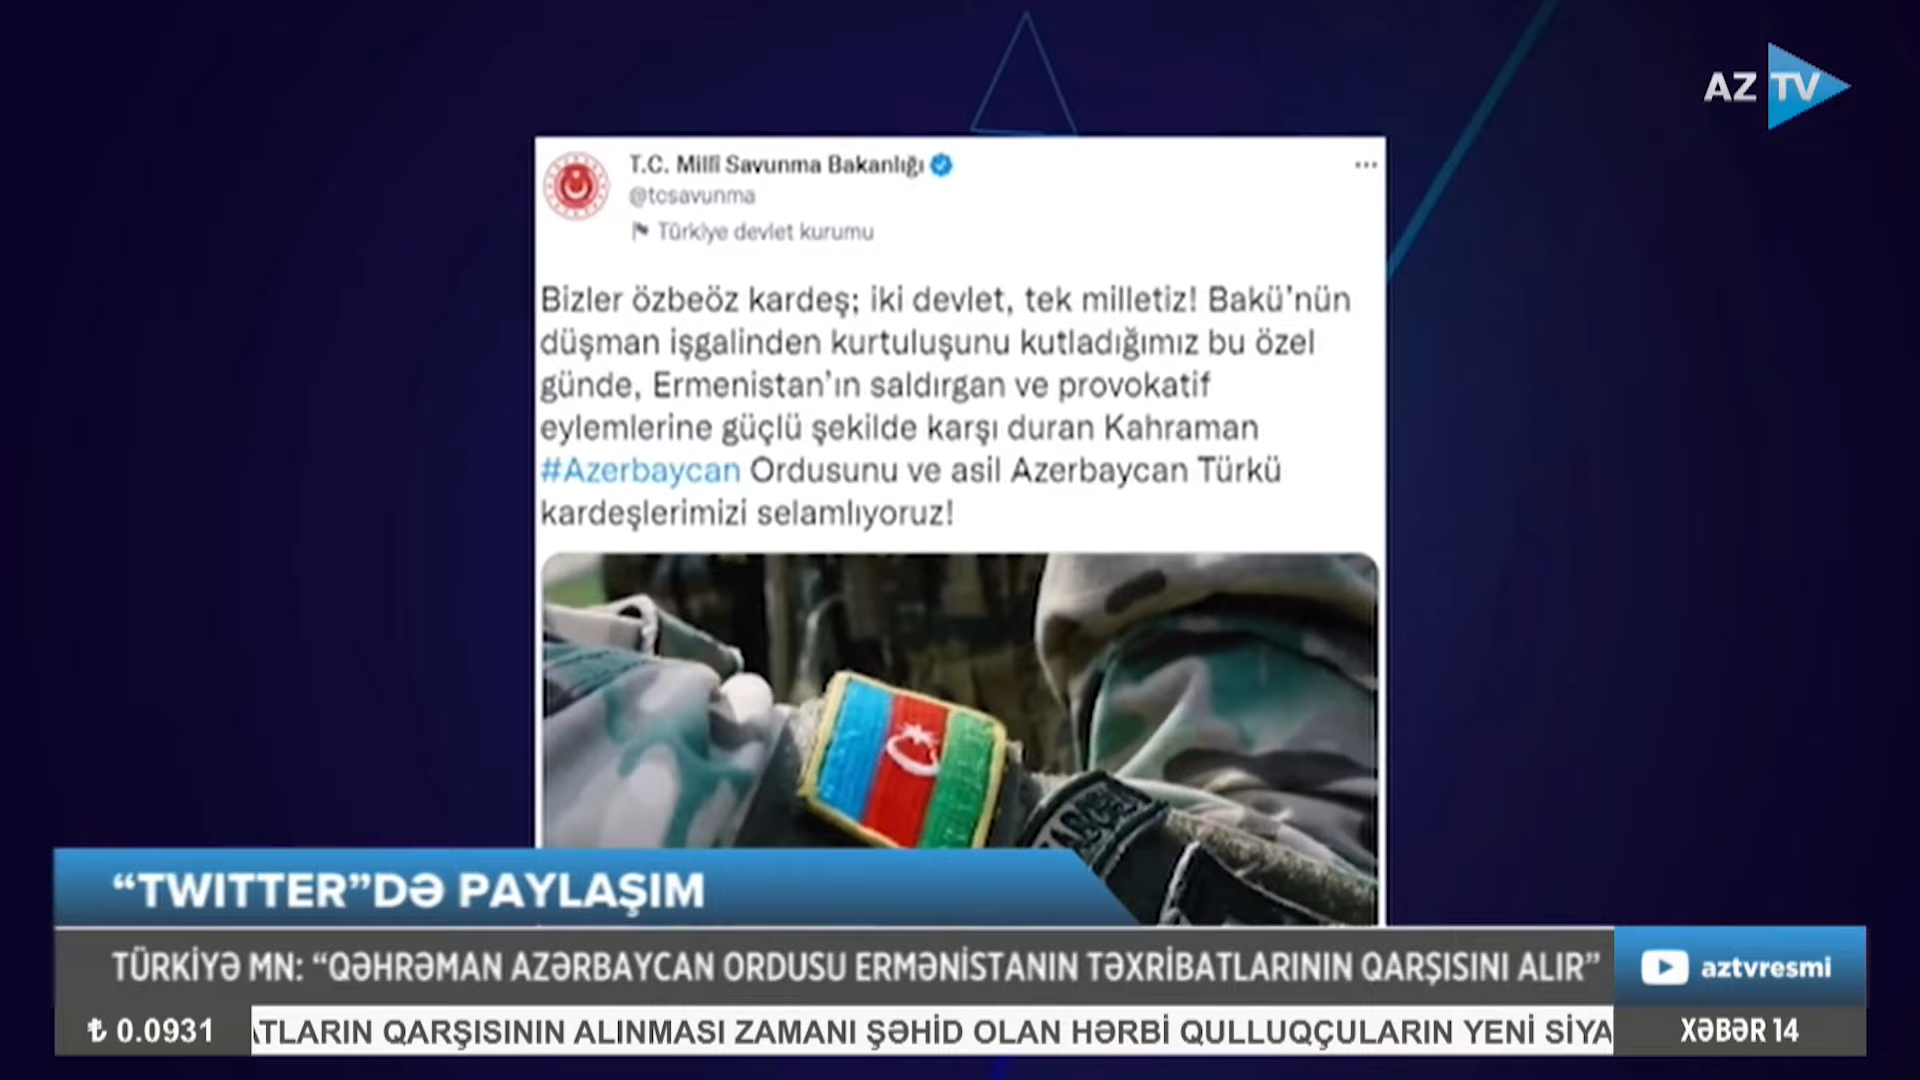 AZ TV
T.C. Millî Savunma Bakanlığı
@tcsavunma
Türkiye devlet kurumu
Bizler özbeöz kardeş; iki devlet, tek milletiz! Bakü’nün
düşman işgalinden kurtuluşunu kutladığımız bu özel
günde, Ermenistan’ın saldırgan ve provokatif
eylemlerine güçlü şekilde karşı duran Kahraman
#Azerbaycan Ordusunu ve asil Azerbaycan Türkü
kardeşlerimizi selamlıyoruz!
“TWITTER”DƏ PAYLAŞIM
TÜRKİYƏ MN: “QƏHRƏMAN AZƏRBAYCAN ORDUSU ERMƏNİSTANIN TƏXRİBATLARININ QARŞISINI ALIR”
aztvresmi
₺ 0.0931
ATLARIN QARŞISININ ALINMASI ZAMANI ŞƏHİD OLAN HƏRBİ QULLUQÇULARIN YENİ SİYA
XƏBƏR 14